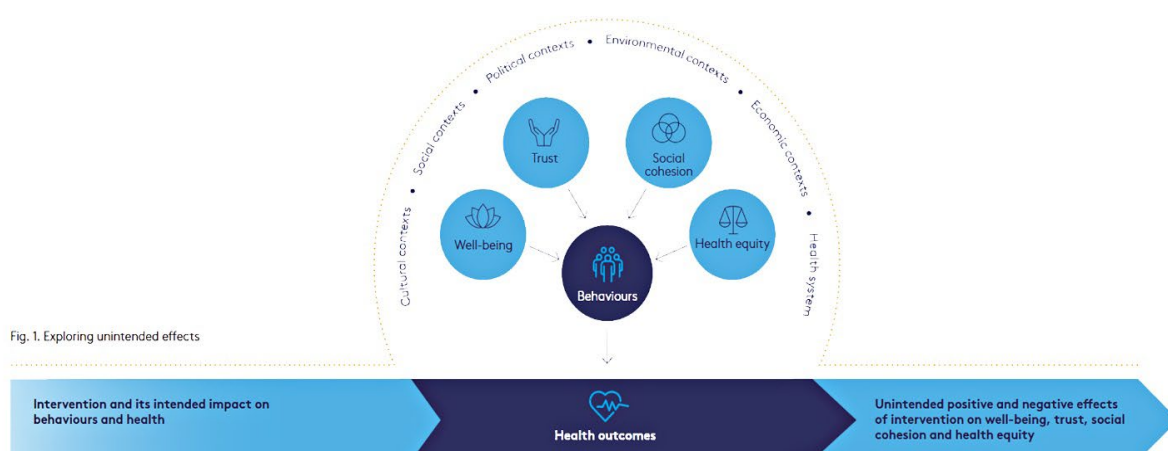 Cultural contexts • Social contexts • Political contexts • Environmental contexts • Economic contexts • Health system
Trust
Social
cohesion
Well-being
Health equity
Behaviours
Fig. 1. Exploring unintended effects
Intervention and its intended impact on
behaviours and health
Health outcomes
Unintended positive and negative effects
of intervention on well-being, trust, social
cohesion and health equity